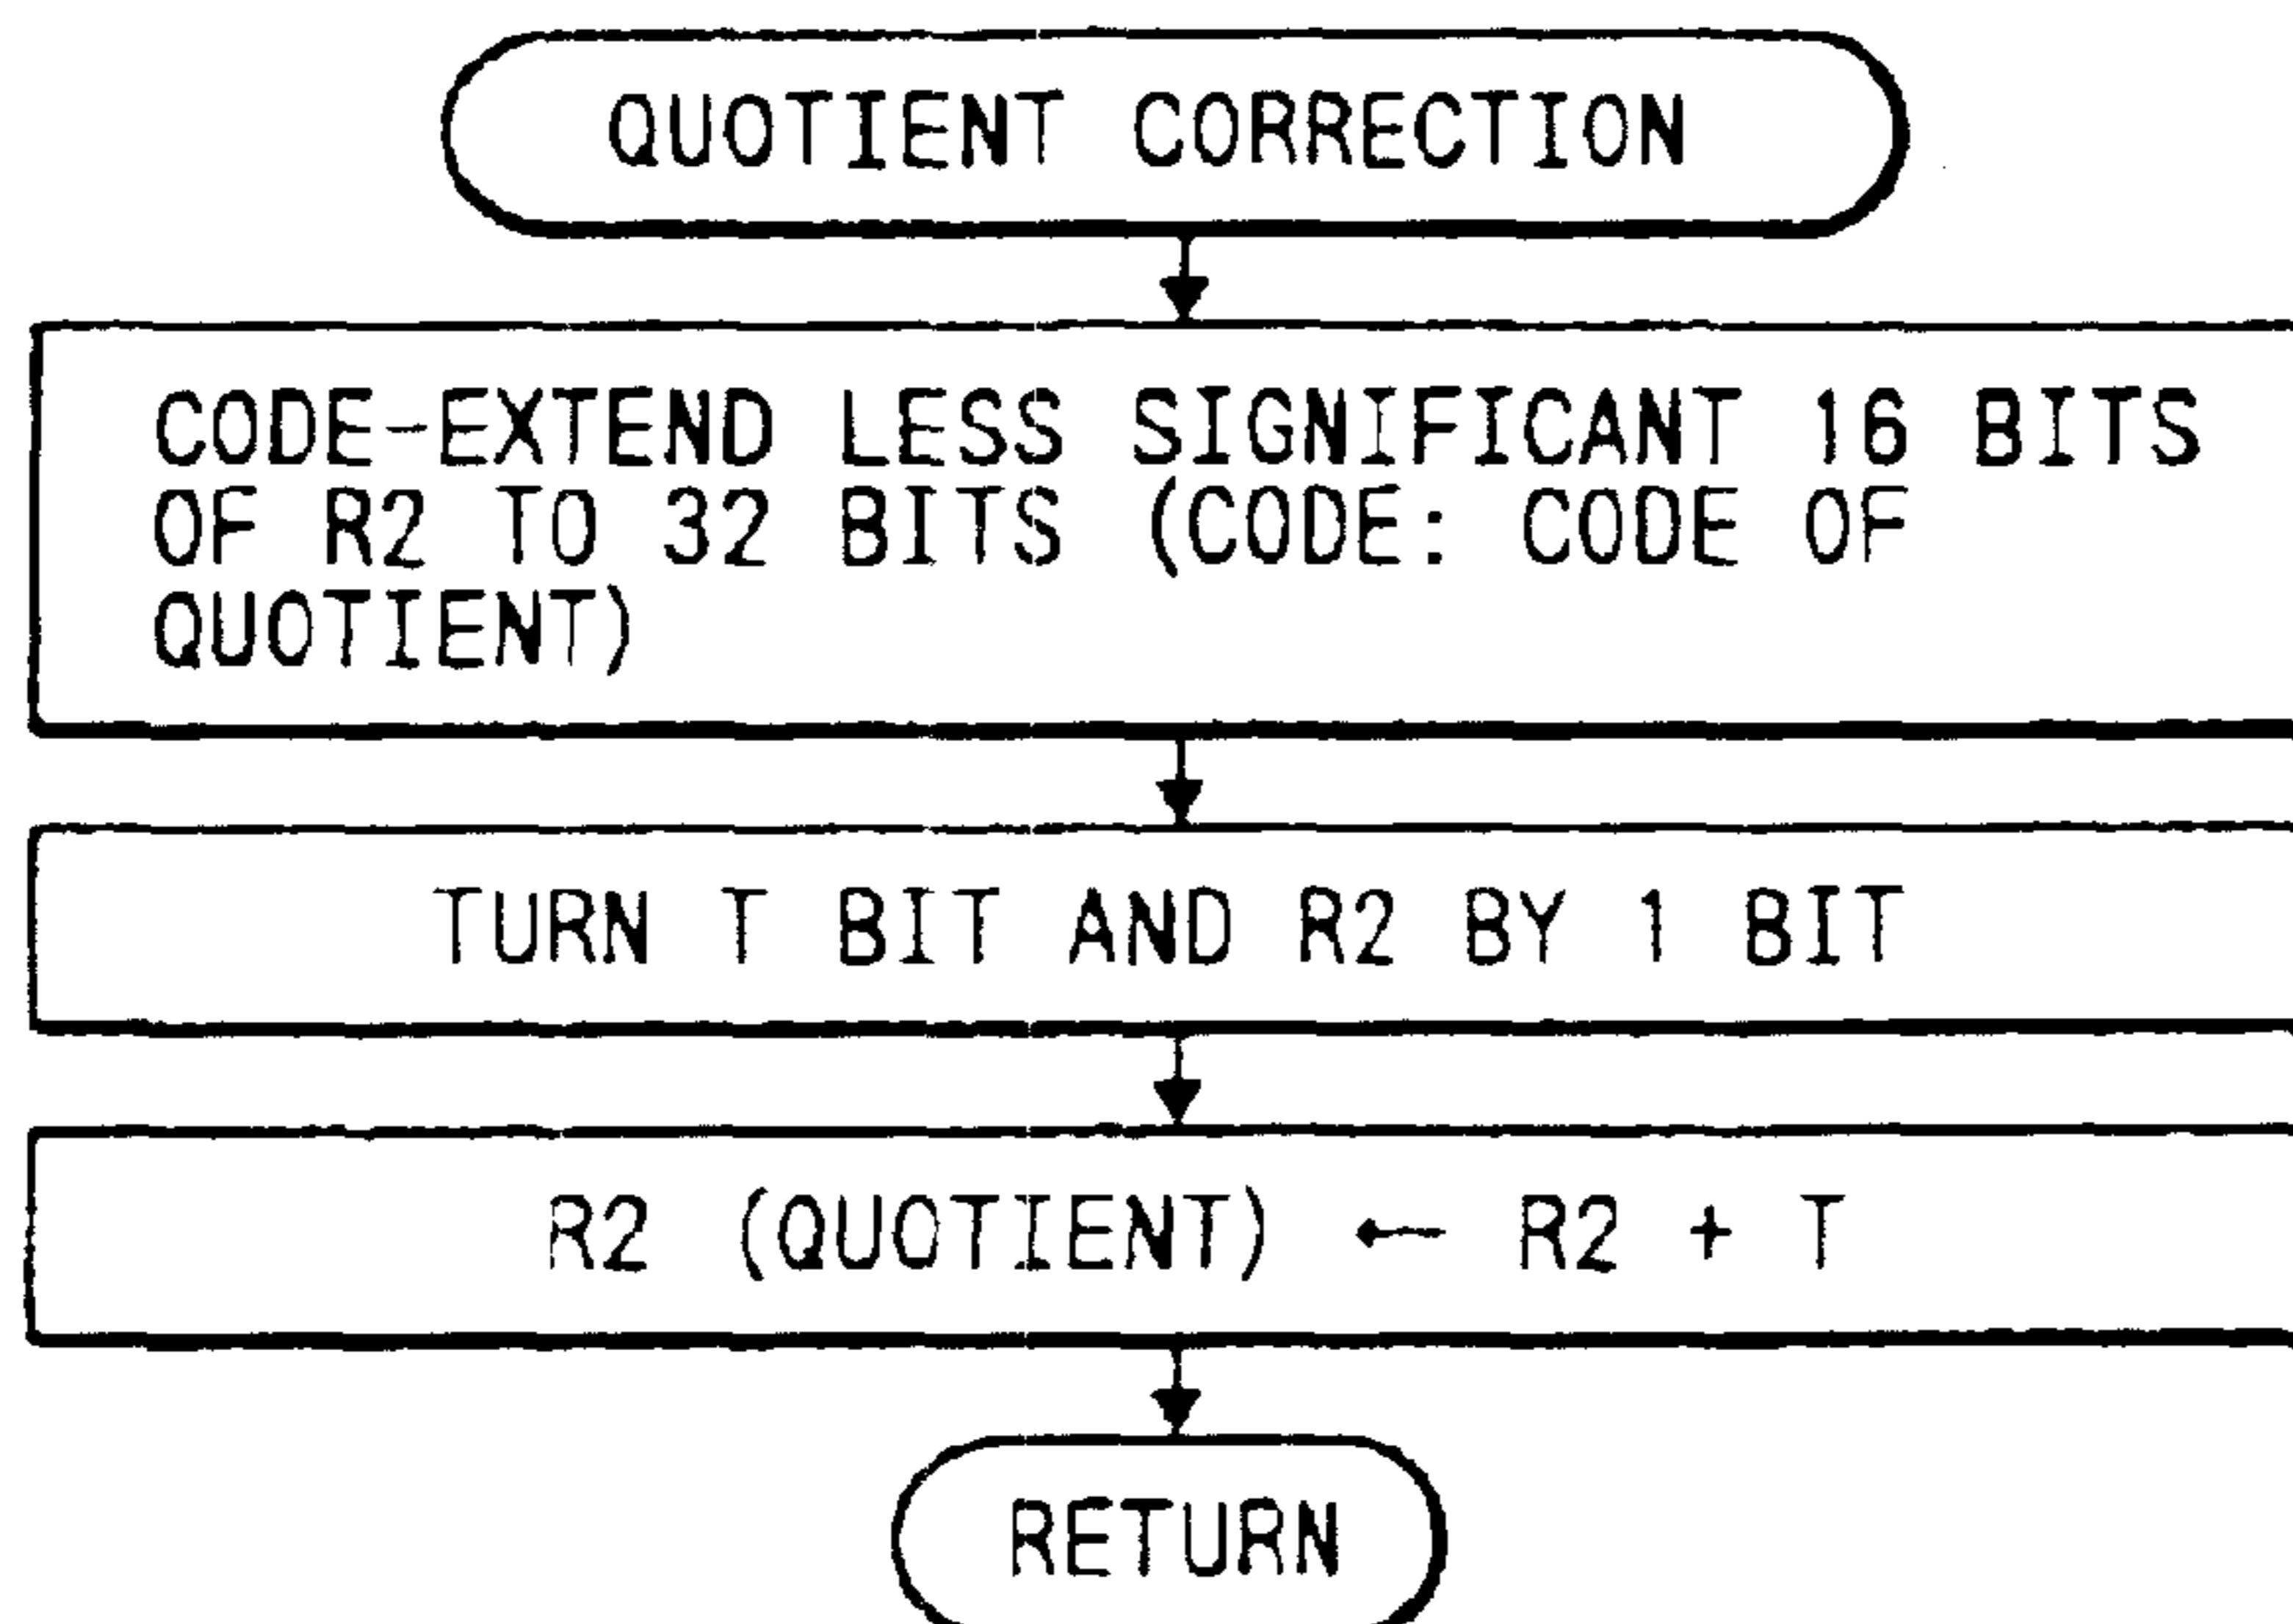 QUOTIENT CORRECTION
CODE-EXTEND LESS SIGNIFICANT 16 BITS
OF R2 TO 32 BITS (CODE: CODE OF
QUOTIENT)
TURN T BIT AND R2 BY 1 BIT
R2 (QUOTIENT) ← R2 + T
RETURN